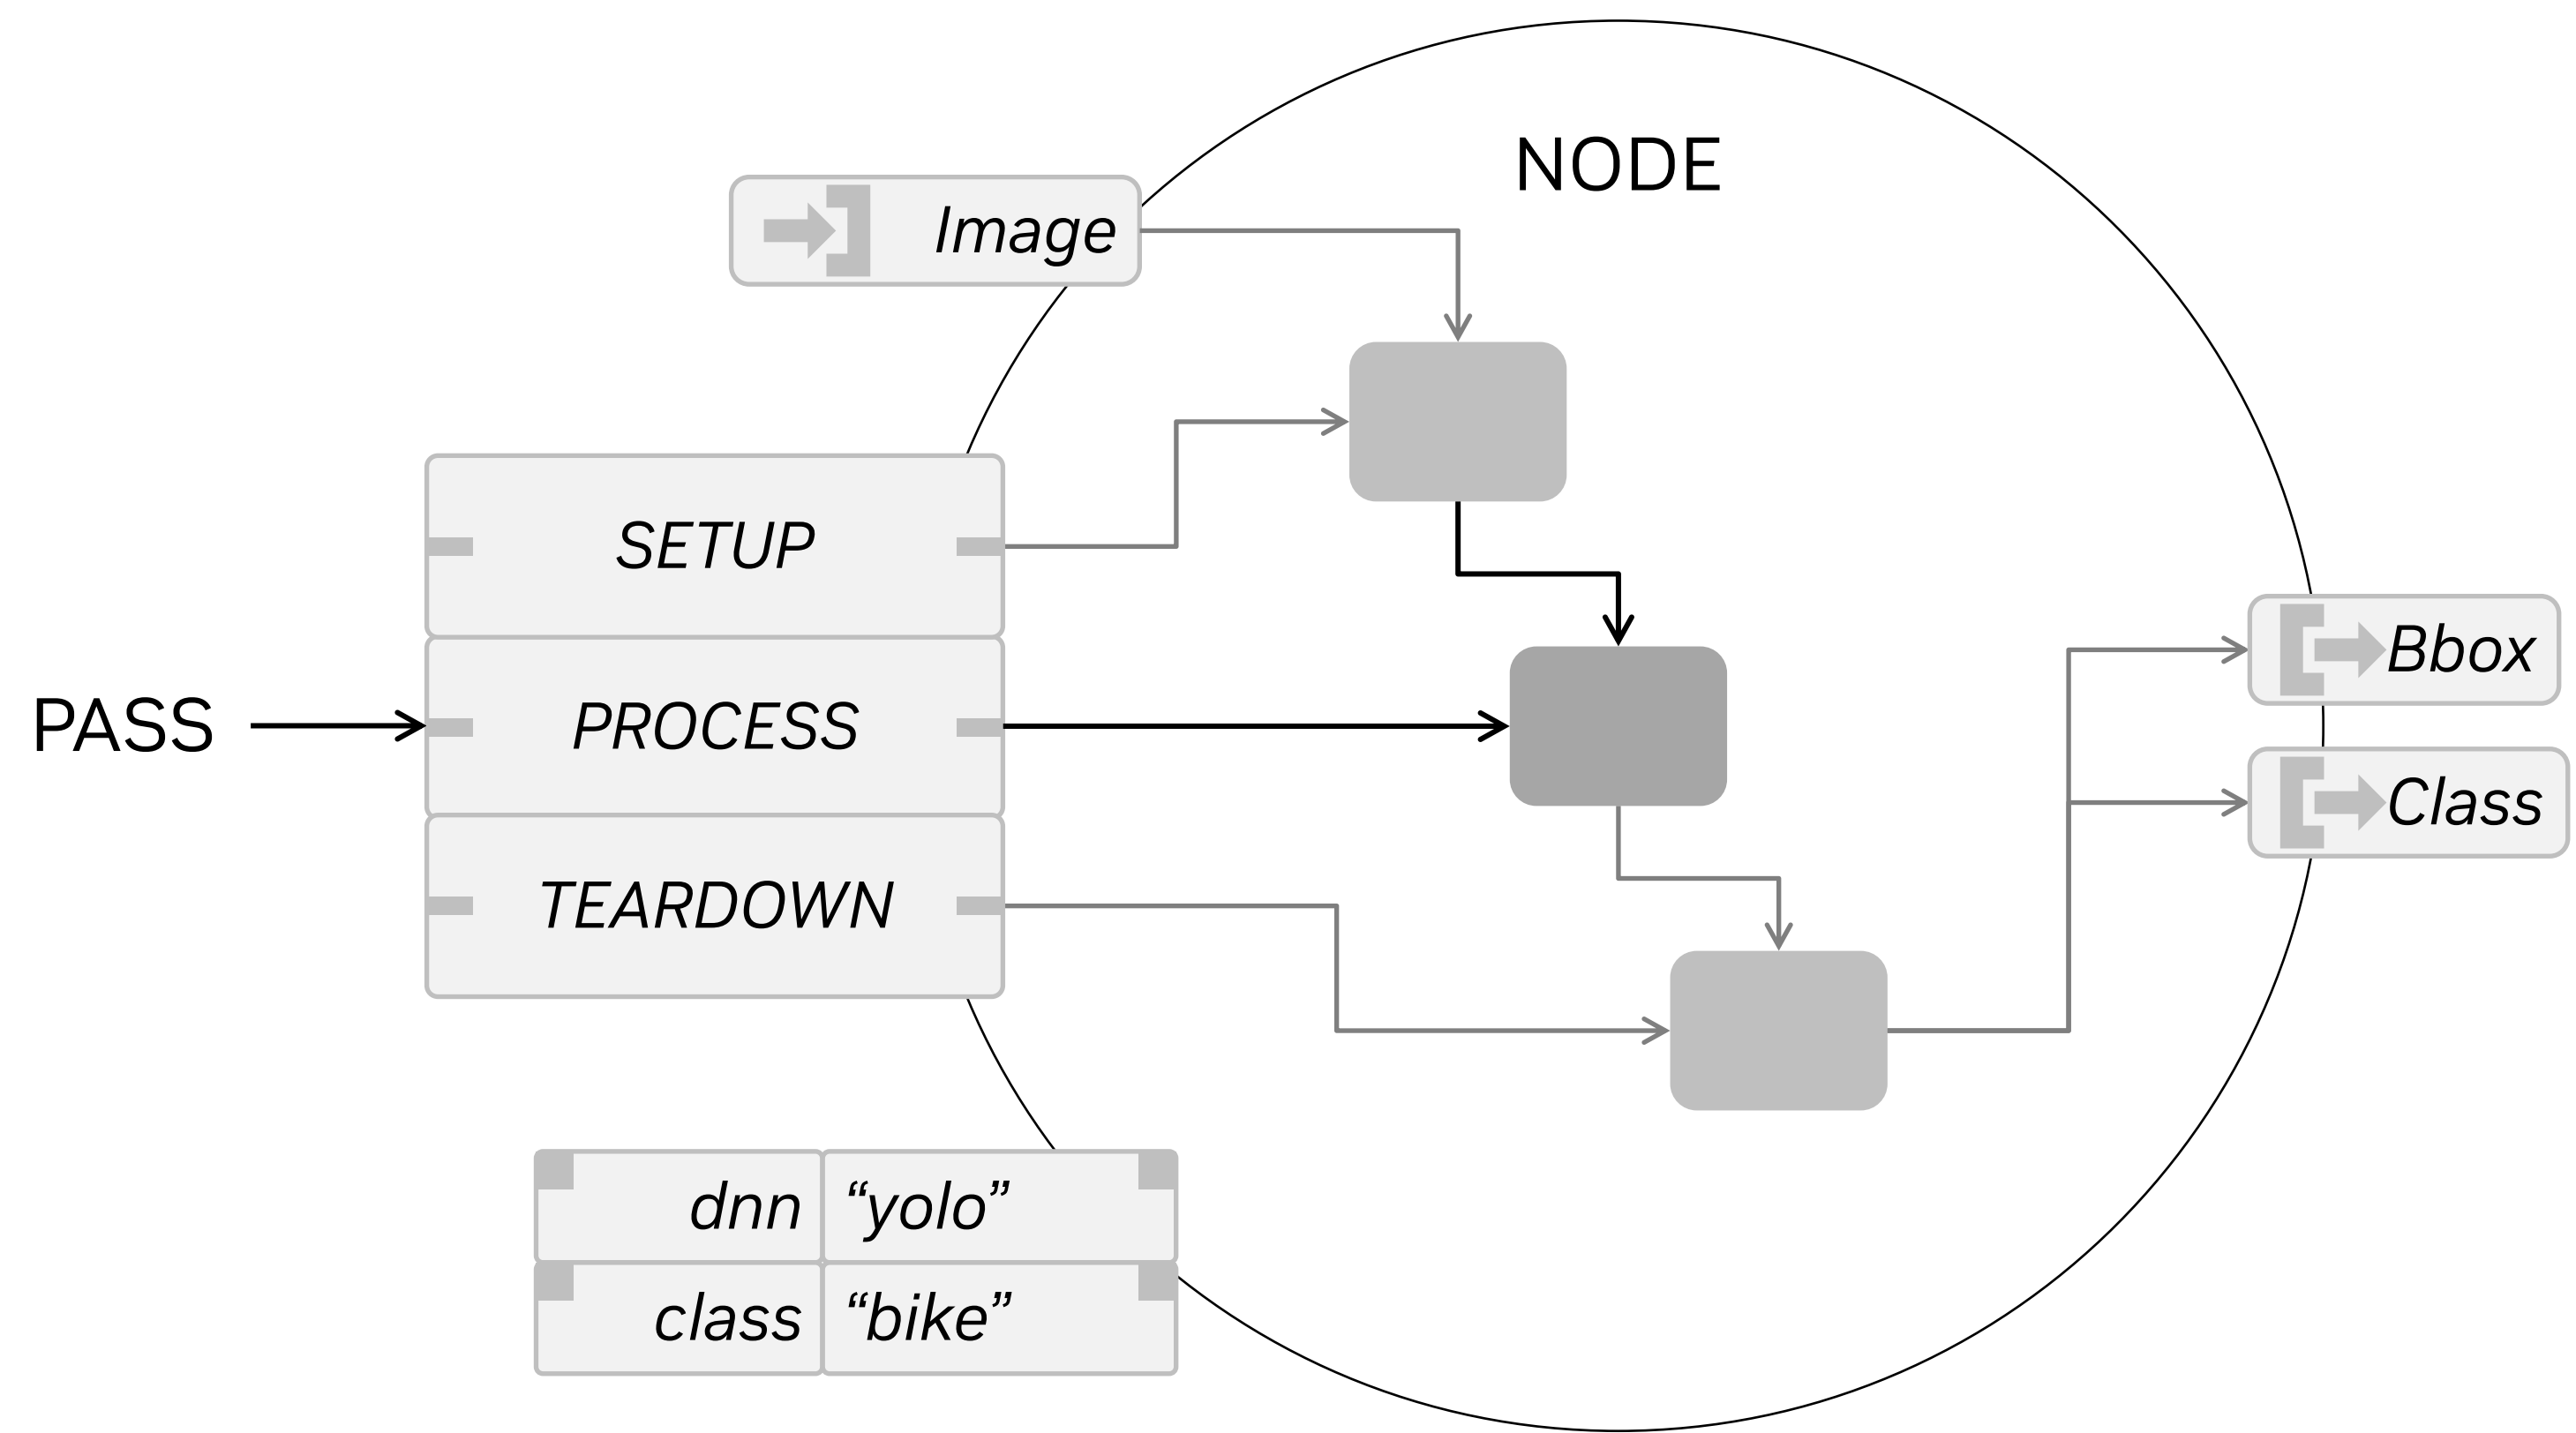 NODE
Image
SETUP
PASS
PROCESS
TEARDOWN
Bbox
Class
dnn “yolo”
class “bike”